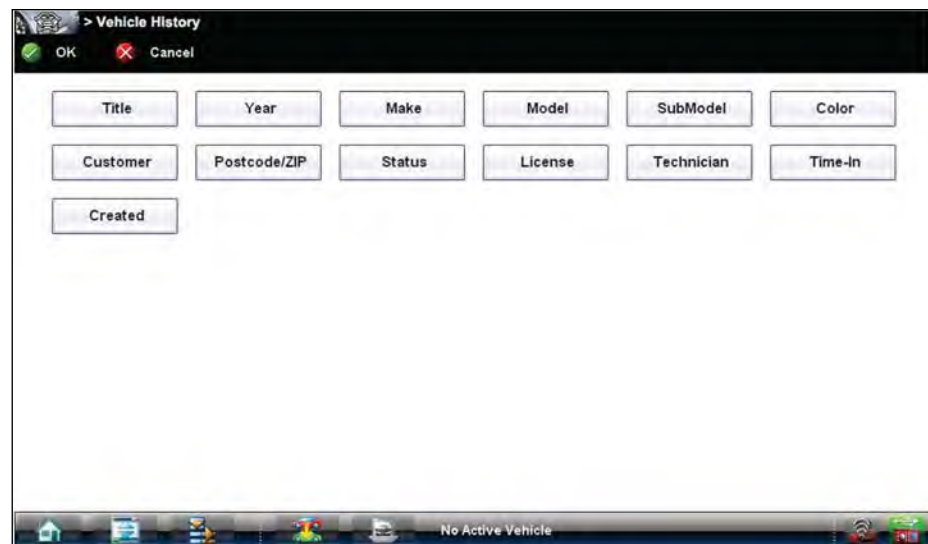 > Vehicle History
OK Cancel
Title Year Make Model SubModel Color
Customer Postcode/ZIP Status License Technician Time-In
Created
No Active Vehicle